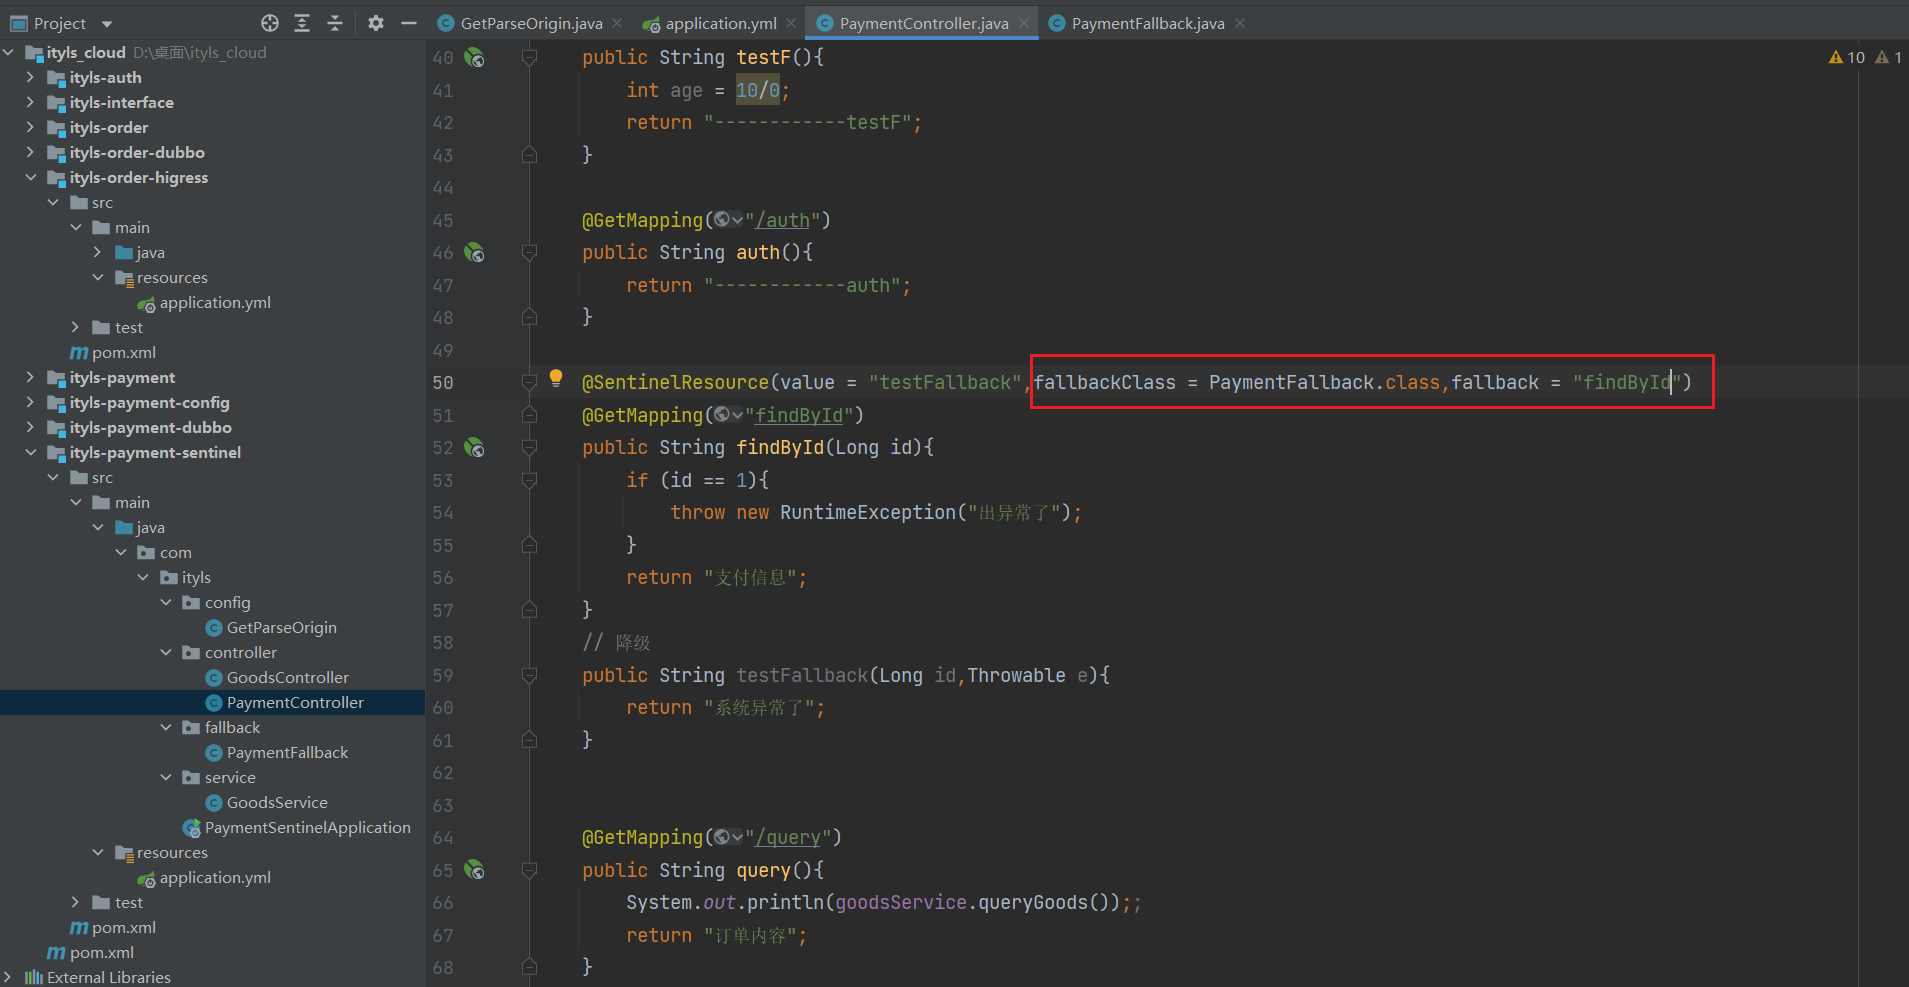 Project
GetParseOrigin.java
application.yml
PaymentController.java
PaymentFallback.java
ityls_cloud D:\桌面\ityls_cloud
ityls-auth
ityls-interface
ityls-order
ityls-order-dubbo
ityls-order-higress
src
main
java
resources
application.yml
test
pom.xml
ityls-payment
ityls-payment-config
ityls-payment-dubbo
ityls-payment-sentinel
src
main
java
com
ityls
config
GetParseOrigin
controller
GoodsController
PaymentController
fallback
PaymentFallback
service
GoodsService
PaymentSentinelApplication
resources
application.yml
test
pom.xml
pom.xml
External Libraries
10 1
40 public String testF(){
41 int age = 10/0;
42 return "------------testF";
43 }
44
45 @GetMapping("/auth")
46 public String auth(){
47 return "------------auth";
48 }
49
50 @SentinelResource(value = "testFallback",fallbackClass = PaymentFallback.class,fallback = "findById")
51 @GetMapping("findById")
52 public String findById(Long id){
53 if (id == 1){
54 throw new RuntimeException("出异常了");
55 }
56 return "支付信息";
57 }
58 // 降级
59 public String testFallback(Long id,Throwable e){
60 return "系统异常了";
61 }
62
63
64 @GetMapping("/query")
65 public String query(){
66 System.out.println(goodsService.queryGoods());;
67 return "订单内容";
68 }